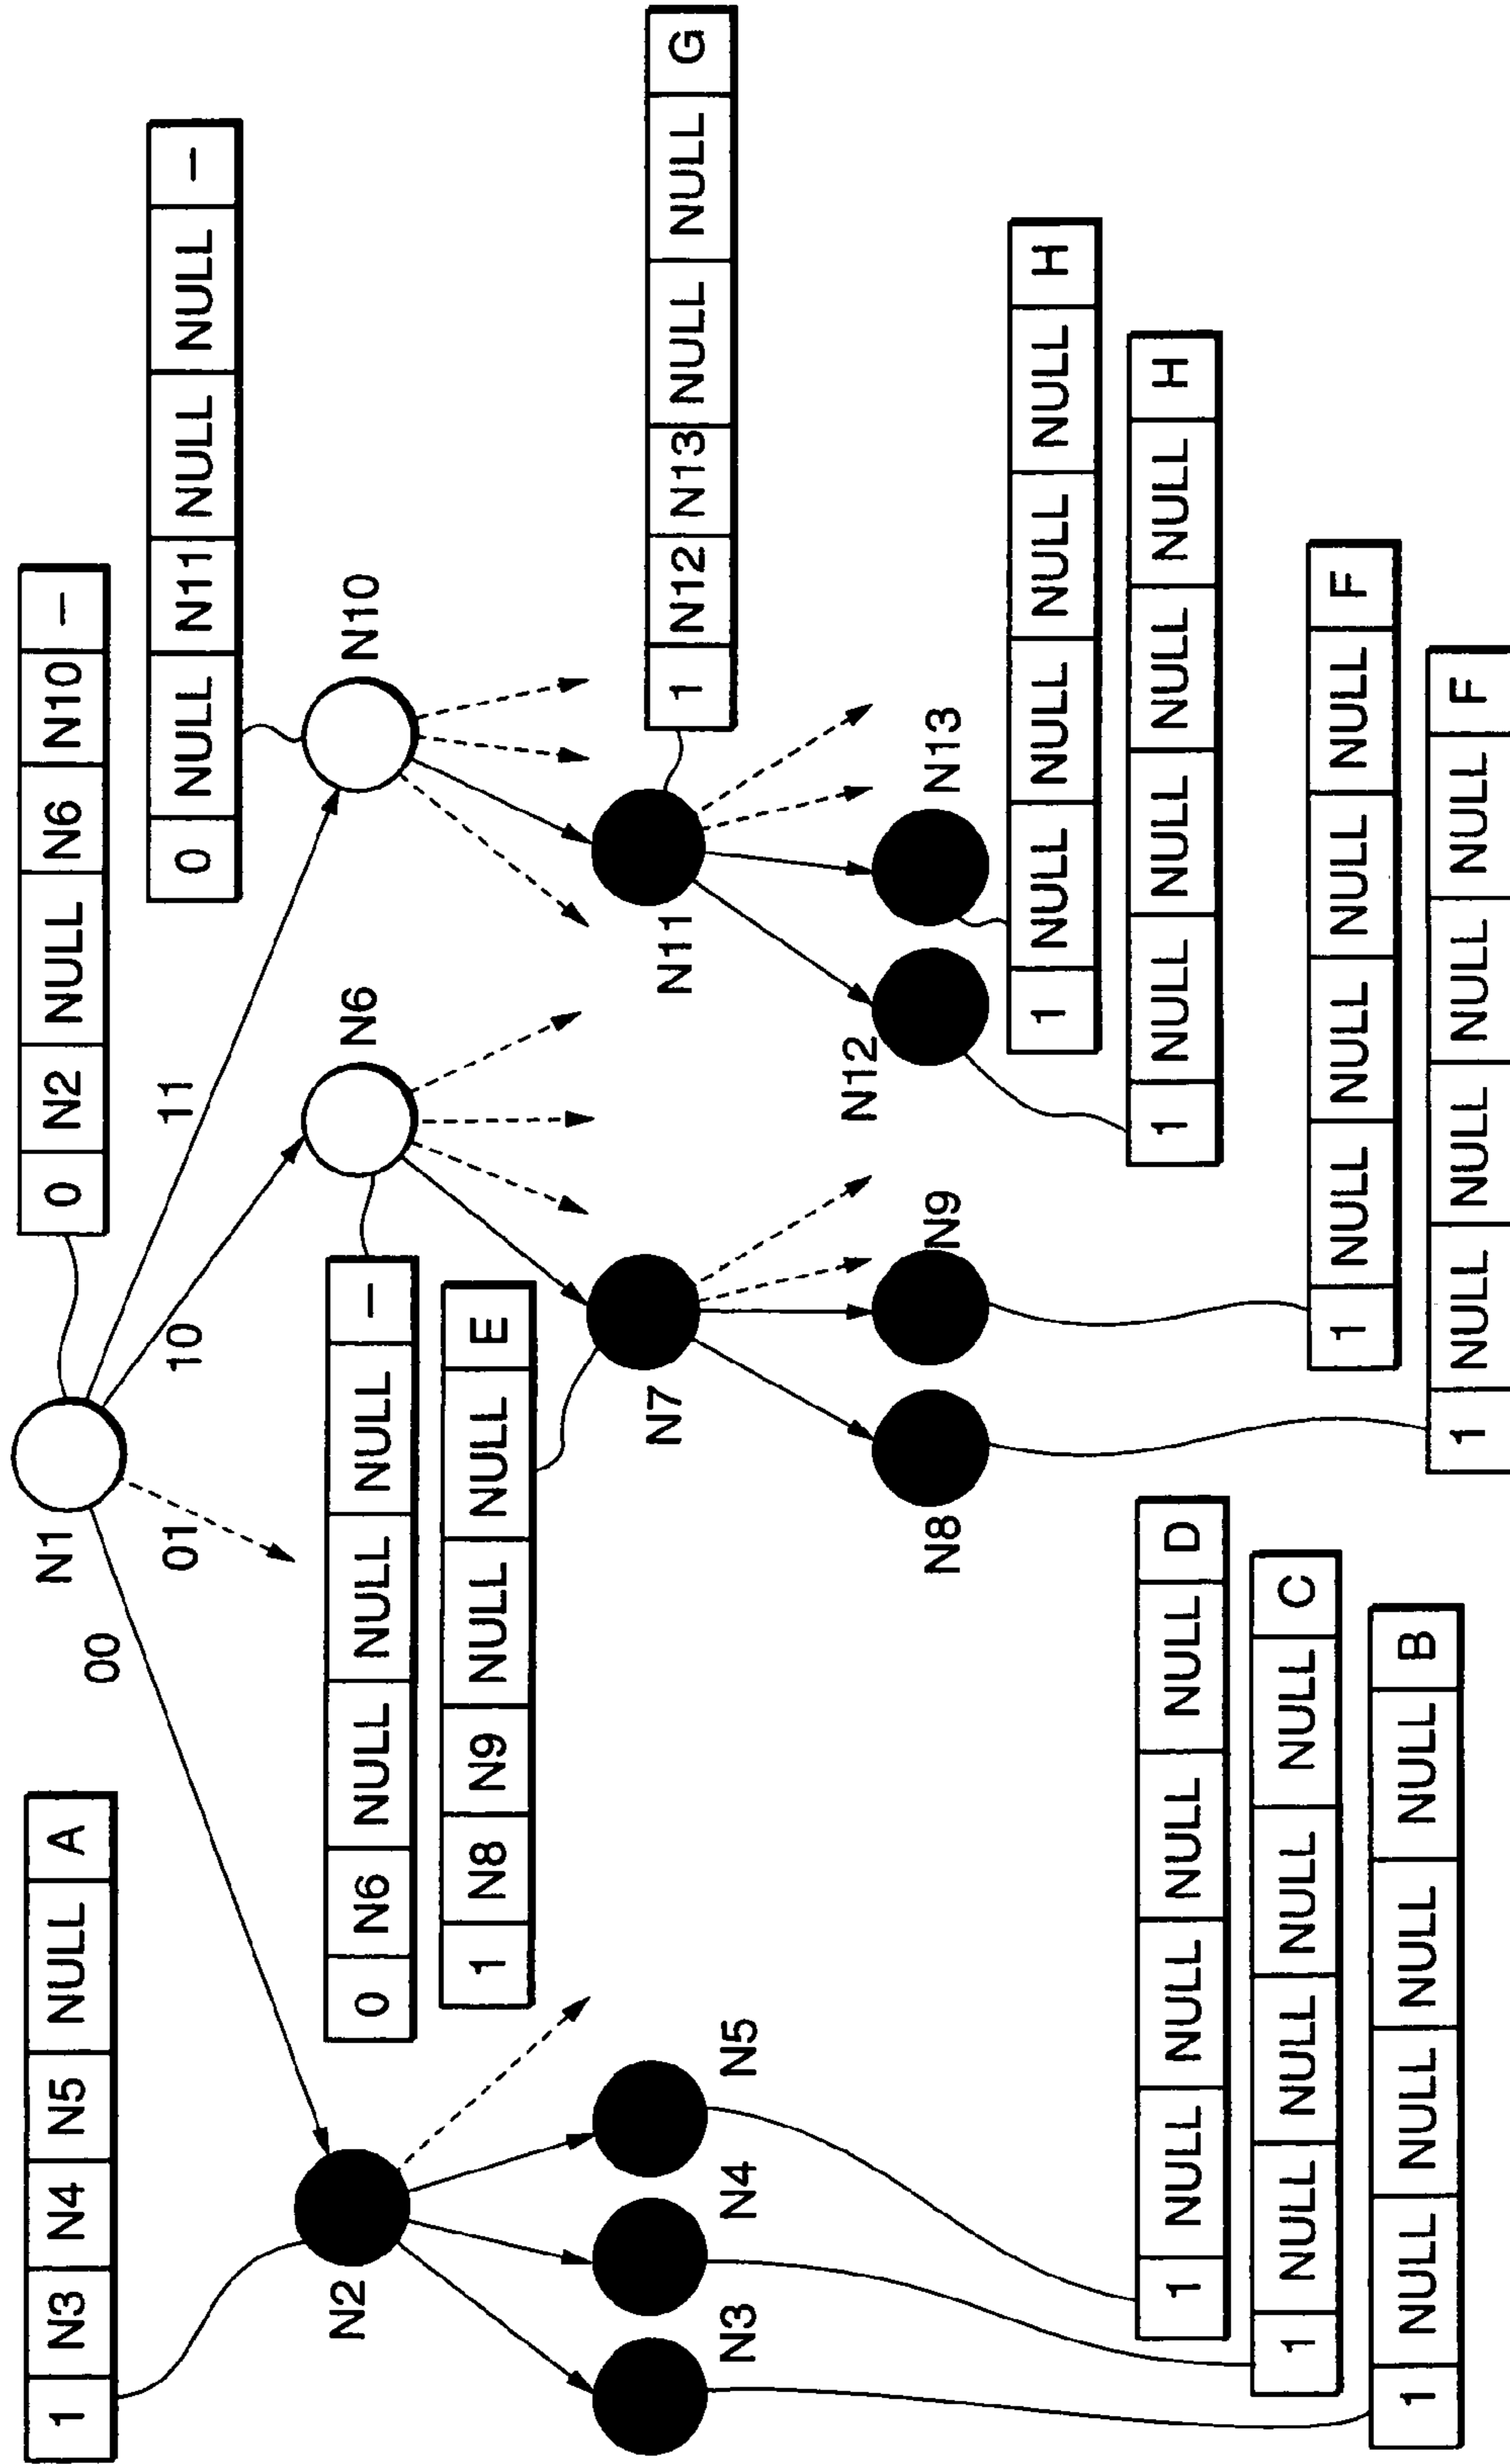 1 N3 N4 N5 NULL A
N1
0 N2 NULL N6 N10 –
00
01
10
11
0 NULL N11 NULL NULL –
N2
0 N6 NULL NULL NULL –
N6
N10
1 N8 N9 NULL NULL E
N7
N11
1 N12 N13 NULL NULL G
N3
N4
N5
N12
N8
N9
N13
1 NULL NULL NULL NULL H
1 NULL NULL NULL NULL D
1 NULL NULL NULL NULL H
1 NULL NULL NULL NULL C
1 NULL NULL NULL NULL F
1 NULL NULL NULL NULL B
1 NULL NULL NULL NULL F